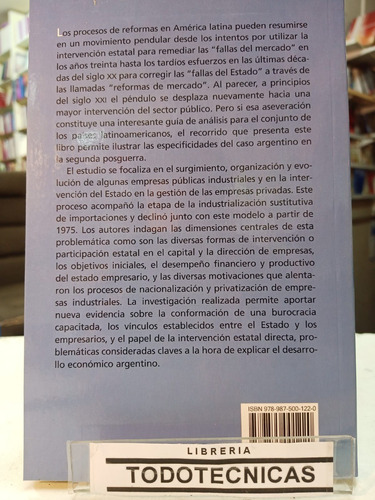 Los procesos de reformas en América latina pueden resumirse
en un movimiento pendular desde los intentos por utilizar la
intervención estatal para remediar las "fallas del mercado" en
los años treinta hasta los tardíos esfuerzos en las últimas déca-
das del siglo XX para corregir las "fallas del Estado" a través de
las llamadas "reformas de mercado". Al parecer, a principios
del siglo XXI el péndulo se desplaza nuevamente hacia una
mayor intervención del sector público. Pero si esa aseveración
constituye una interesante guía de análisis para el conjunto de
los países latinoamericanos, el recorrido que presenta este
libro permite ilustrar las especificidades del caso argentino en
la segunda posguerra.
El estudio se focaliza en el surgimiento, organización y evo-
lución de algunas empresas públicas industriales y en la inter-
vención del Estado en la gestión de las empresas privadas. Este
proceso acompañó la etapa de la industrialización sustitutiva
de importaciones y declinó junto con este modelo a partir de
1975. Los autores indagan las dimensiones centrales de esta
problemática como son las diversas formas de intervención o
participación estatal en el capital y la dirección de empresas,
los objetivos iniciales, el desempeño financiero y productivo
del estado empresario, y las diversas motivaciones que alenta-
ron los procesos de nacionalización y privatización de empre-
sas industriales. La investigación realizada permite aportar
nueva evidencia sobre la conformación de una burocracia
capacitada, los vínculos establecidos entre el Estado y los
empresarios, y el papel de la intervención estatal directa, pro-
blemáticas consideradas claves a la hora de explicar el desarro-
llo económico argentino.
ISBN 978-987-500-122-0
LIBRERIA
TODOTECNICAS